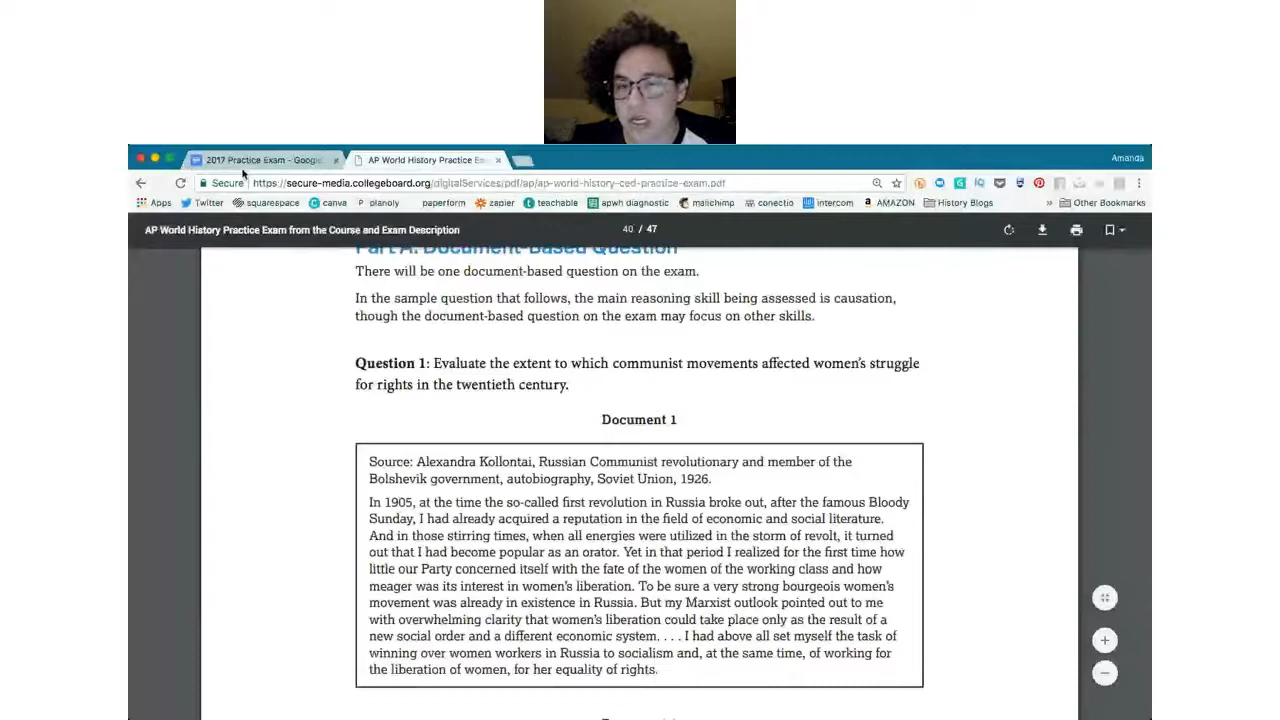 2017 Practice Exam - Google
AP World History Practice Ex
Amanda
Secure
https://secure-media.collegeboard.org/digitalServices/pdf/ap/ap-world-history-ced-practice-exam.pdf
Apps
Twitter
squarespace
canva
planoly
paperform
zapier
teachable
apwh diagnostic
mailchimp
conectio
intercom
AMAZON
History Blogs
»
Other Bookmarks
AP World History Practice Exam from the Course and Exam Description
40 / 47
Part A: Document-Based Question
There will be one document-based question on the exam.
In the sample question that follows, the main reasoning skill being assessed is causation,
though the document-based question on the exam may focus on other skills.
Question 1: Evaluate the extent to which communist movements affected women's struggle
for rights in the twentieth century.
Document 1
Source: Alexandra Kollontai, Russian Communist revolutionary and member of the
Bolshevik government, autobiography, Soviet Union, 1926.
In 1905, at the time the so-called first revolution in Russia broke out, after the famous Bloody
Sunday, I had already acquired a reputation in the field of economic and social literature.
And in those stirring times, when all energies were utilized in the storm of revolt, it turned
out that I had become popular as an orator. Yet in that period I realized for the first time how
little our Party concerned itself with the fate of the women of the working class and how
meager was its interest in women's liberation. To be sure a very strong bourgeois women's
movement was already in existence in Russia. But my Marxist outlook pointed out to me
with overwhelming clarity that women's liberation could take place only as the result of a
new social order and a different economic system. . . . I had above all set myself the task of
winning over women workers in Russia to socialism and, at the same time, of working for
the liberation of women, for her equality of rights.